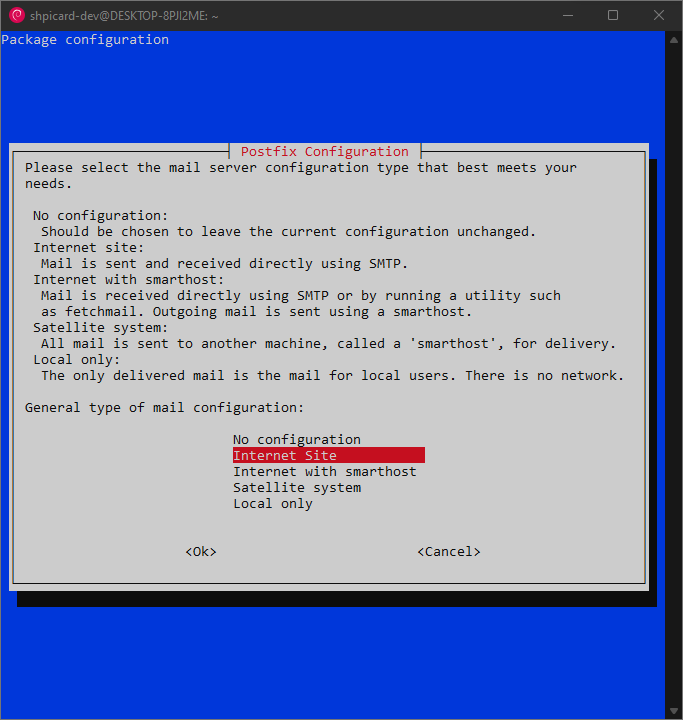 shpicard-dev@DESKTOP-8PJI2ME: ~
Package configuration
Postfix Configuration
Please select the mail server configuration type that best meets your
needs.
No configuration:
Should be chosen to leave the current configuration unchanged.
Internet site:
Mail is sent and received directly using SMTP.
Internet with smarthost:
Mail is received directly using SMTP or by running a utility such
as fetchmail. Outgoing mail is sent using a smarthost.
Satellite system:
All mail is sent to another machine, called a 'smarthost', for delivery.
Local only:
The only delivered mail is the mail for local users. There is no network.
General type of mail configuration:
No configuration
Internet Site
Internet with smarthost
Satellite system
Local only
<Ok> <Cancel>